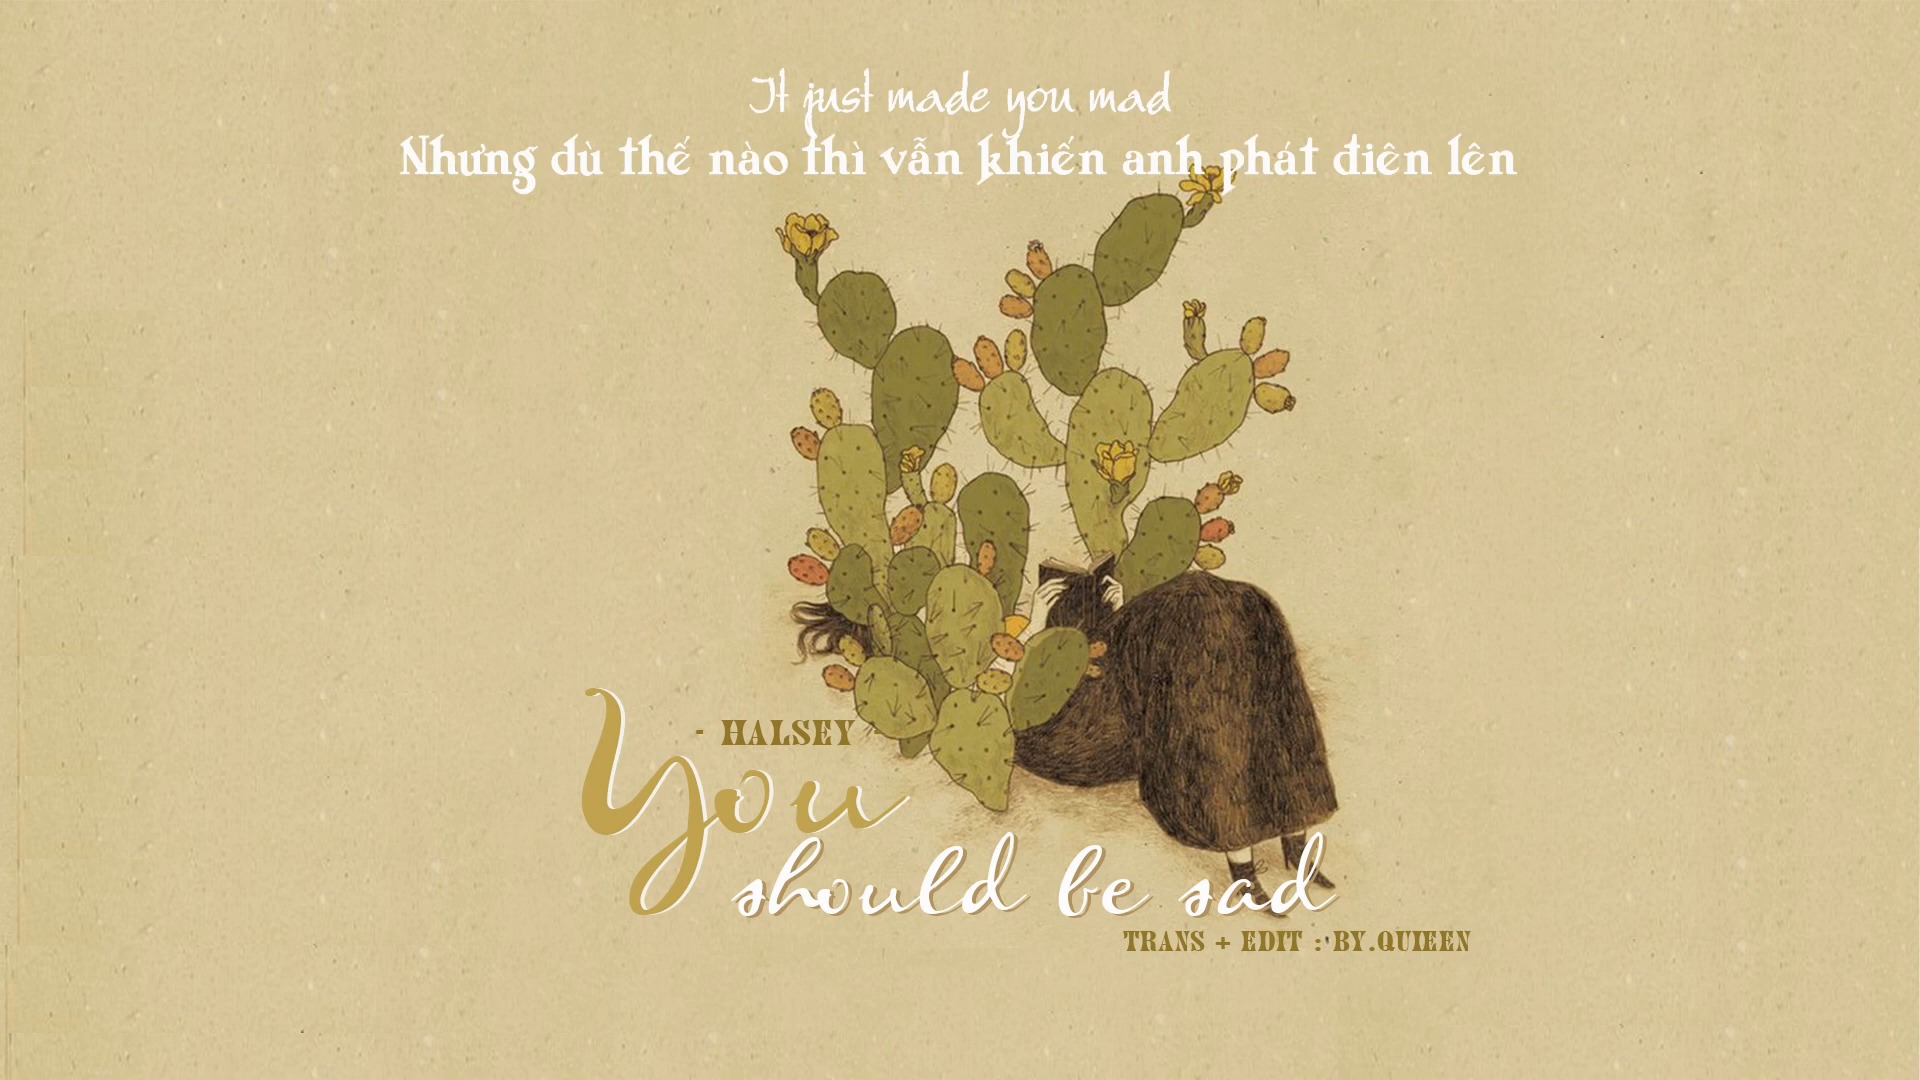 It just made you mad
Nhưng dù thế nào thì vẫn khiến anh phát điên lên
- HALSEY -
You
should be sad
TRANS + EDIT : BY.QUIEEN